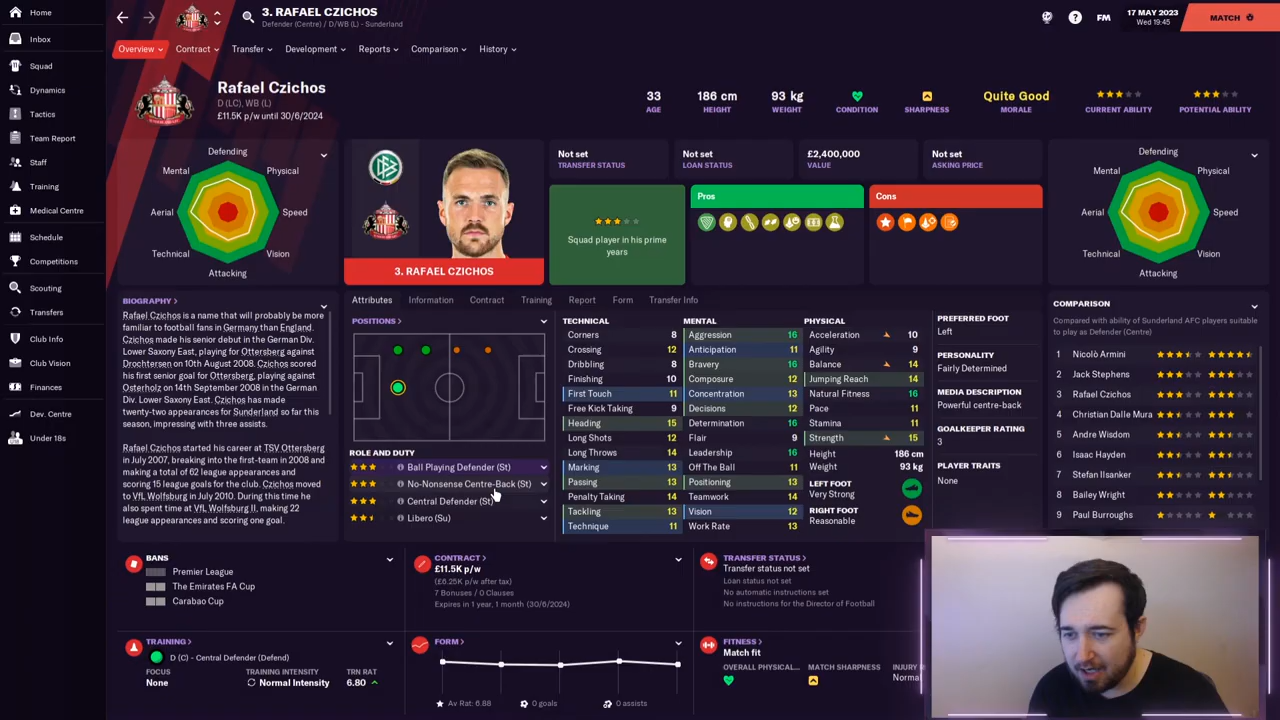 Home
Inbox
Squad
Dynamics
Tactics
Team Report
Staff
Training
Medical Centre
Schedule
Competitions
Scouting
Transfers
Club Info
Club Vision
Finances
Dev. Centre
Under 18s
3. RAFAEL CZICHOS
Defender (Centre) / D/WB (L) - Sunderland
FM
17 MAY 2023
Wed 19:45
MATCH
Overview
Contract
Transfer
Development
Reports
Comparison
History
Rafael Czichos
D (LC), WB (L)
£11.5K p/w until 30/6/2024
33
AGE
186 cm
HEIGHT
93 kg
WEIGHT
CONDITION
SHARPNESS
Quite Good
MORALE
CURRENT ABILITY
POTENTIAL ABILITY
Defending
Mental
Physical
Aerial
Speed
Technical
Vision
Attacking
3. RAFAEL CZICHOS
Not set
TRANSFER STATUS
Not set
LOAN STATUS
£2,400,000
VALUE
Not set
ASKING PRICE
Squad player in his prime
years
Pros
Cons
Defending
Mental
Physical
Aerial
Speed
Technical
Vision
Attacking
BIOGRAPHY >
Rafael Czichos is a name that will probably be more
familiar to football fans in Germany than England.
Czichos made his senior debut in the German Div.
Lower Saxony East, playing for Ottersberg against
Drochtersen on 10th August 2008. Czichos scored
his first senior goal for Ottersberg, playing against
Osterholz on 14th September 2008 in the German
Div. Lower Saxony East. Czichos has made
twenty-two appearances for Sunderland so far this
season, impressing with three assists.
Rafael Czichos started his career at TSV Ottersberg
in July 2007, breaking into the first-team in 2008 and
making a total of 62 league appearances and
scoring 15 league goals for the club. Czichos moved
to VfL Wolfsburg in July 2010. During this time he
also spent time at VfL Wolfsburg II, making 22
league appearances and scoring one goal.
Attributes
Information
Contract
Training
Report
Form
Transfer Info
POSITIONS >
ROLE AND DUTY
Ball Playing Defender (St)
No-Nonsense Centre-Back (St)
Central Defender (St)
Libero (Su)
TECHNICAL
Corners 8
Crossing 12
Dribbling 8
Finishing 10
First Touch 11
Free Kick Taking 9
Heading 15
Long Shots 12
Long Throws 14
Marking 13
Passing 13
Penalty Taking 14
Tackling 13
Technique 11
MENTAL
Aggression 16
Anticipation 11
Bravery 16
Composure 12
Concentration 13
Decisions 12
Determination 16
Flair 9
Leadership 16
Off The Ball 11
Positioning 13
Teamwork 14
Vision 12
Work Rate 13
PHYSICAL
Acceleration 10
Agility 9
Balance 14
Jumping Reach 14
Natural Fitness 16
Pace 11
Stamina 11
Strength 15
Height 186 cm
Weight 93 kg
LEFT FOOT
Very Strong
RIGHT FOOT
Reasonable
PREFERRED FOOT
Left
PERSONALITY
Fairly Determined
MEDIA DESCRIPTION
Powerful centre-back
GOALKEEPER RATING
3
PLAYER TRAITS
None
COMPARISON
Compared with ability of Sunderland AFC players suitable
to play as Defender (Centre)
1 Nicolò Armini
2 Jack Stephens
3 Rafael Czichos
4 Christian Dalle Mura
5 Andre Wisdom
6 Isaac Hayden
7 Stefan Ilsanker
8 Bailey Wright
9 Paul Burroughs
BANS
Premier League
The Emirates FA Cup
Carabao Cup
CONTRACT >
£11.5K p/w
(£6.25K p/w after tax)
7 Bonuses / 0 Clauses
Expires in 1 year, 1 month (30/6/2024)
TRANSFER STATUS >
Transfer status not set
Loan status not set
No automatic instructions set
No instructions for the Director of Football
TRAINING >
D (C) - Central Defender (Defend)
FOCUS
None
TRAINING INTENSITY
Normal Intensity
TRN RAT
6.80
FORM >
Av Rat: 6.88
0 goals
0 assists
FITNESS >
Match fit
OVERALL PHYSICAL...
MATCH SHARPNESS
INJURY
Normal